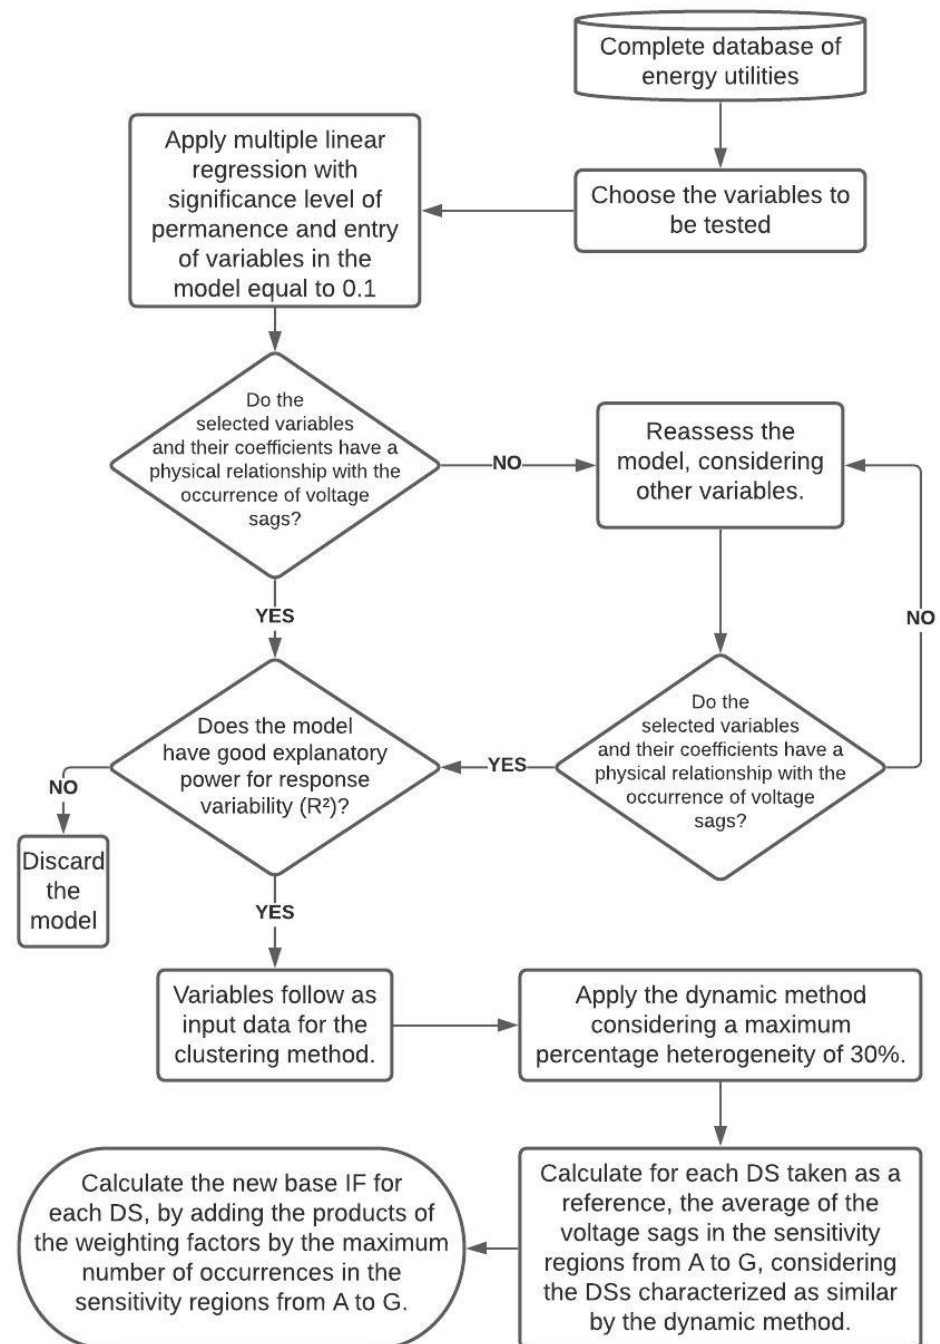 Complete database of
energy utilities
Choose the variables to
be tested
Apply multiple linear
regression with
significance level of
permanence and entry
of variables in the
model equal to 0.1
Do the
selected variables
and their coefficients have a
physical relationship with the
occurrence of voltage
sags?
NO
Reassess the
model, considering
other variables.
YES
NO
Do the
selected variables
and their coefficients have a
physical relationship with the
occurrence of voltage
sags?
YES
Does the model
have good explanatory
power for response
variability (R²)?
NO
Discard
the
model
YES
Variables follow as
input data for the
clustering method.
Apply the dynamic method
considering a maximum
percentage heterogeneity of 30%.
Calculate for each DS taken as a
reference, the average of the
voltage sags in the sensitivity
regions from A to G, considering
the DSs characterized as similar
by the dynamic method.
Calculate the new base IF for
each DS, by adding the products of
the weighting factors by the maximum
number of occurrences in the
sensitivity regions from A to G.